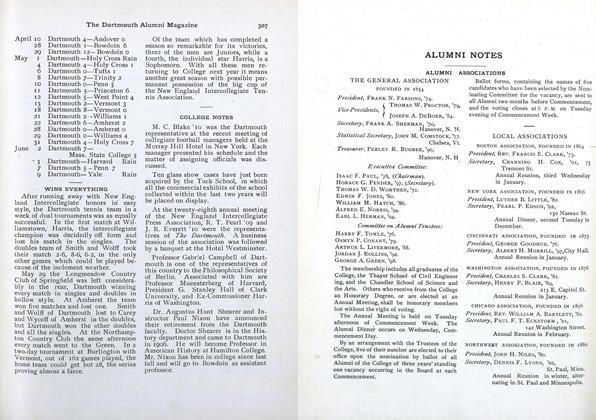 The Dartmouth Alumni Magazine 307
April 10 Dartmouth 4—Andover 0
28 Dartmouth 1—Bowdoin 6
29 Dartmouth 12—Bowdoin 0
May 1 Dartmouth—Holy Cross Rain
4 Dartmouth 4—Holy Cross 1
6 Dartmouth 0—Tufts 1
8 Dartmouth 7—Trinity 2
10 Dartmouth 5—Penn 7
11 Dartmouth 5—Princeton 6
12 Dartmouth 5—West Point 4
15 Dartmouth 2—Vermont 3
18 Dartmouth 8—Vermont 0
21 Dartmouth 2—Williams 1
22 Dartmouth 6—Amherst 2
28 Dartmouth 0—Amherst 0
29 Dartmouth 4—Williams 1
31 Dartmouth 4—Holy Cross 7
June 2 Dartmouth 7—
Mass. State College 5
5 Dartmouth—Harvard Rain
7 Dartmouth 5—Penn 7
9 Dartmouth—Yale Rain
WINS EVERYTHING
After running away with New England
Intercollegiate honors in easy
style, the Dartmouth tennis team in a
week of dual tournaments was equally
successful. In the first match at Williamstown,
Harris, the intercollegiate
champion was decidedly off form and
lost his match in the singles. The
doubles team of Smith and Wolff took
their match 2-6, 8-6, 6-2, in the only
other games which could be played because
of the inclement weather.
May 29 the Longmeadow Country
Club of Springfield was left considerably
in the rear, Dartmouth winning
every match in singles and doubles in
hollow style. At Amherst the team
won five matches and lost one. Smith
and Wolff of Dartmouth lost to Carey
and Wycoff of Amherst in the doubles,
but Dartmouth won the other doubles
and all the singles. At the Northampton
Country Club the same afternoon
every match went to the Green. In a
two-day tournament at Burlington with
Vermont, out of 162 games played, the
home team could get but 28, the series
proving almost a farce.
Of the team which has completed a
season so remarkable for its victories,
three of the men are Juniors, while a
fourth, the individual star Harris, is a
Sophomore. With all these men returning
to College next year it means
another great season with possible permanent
possession of the big cup of
the New England Intercollegiate Tennis
Association.
COLLEGE NOTES
M. C. Blake '10 was the Dartmouth
representative at the recent meeting of
collegiate football managers held at the
Murray Hill Hotel in New York. Each
manager presented his schedule and the
matter of assigning officials was discussed.
Ten glass show cases have just been
acquired by the Tuck School, in which
all the commercial exhibits of the school
collected within the last two years will
be placed on display.
At the twenty-eighth annual meeting
of the New England Intercollegiate
Press Association, R. T. Pearl '09 and
J. R. Everett '10 were the representatives
of The Dartmouth. A business
session of the association was followed
by a banquet at the Hotel Westminster.
Professor Gabriel Campbell of Dartmouth
is one of the representatives of
this country to the Philosophical Society
of Berlin. Associated with him are
Professor Muensterberg of Harvard,
President G. Stanley Hall of Clark
University, and Ex-Commissioner Harris
of Washington.
Dr. Augustus Hunt Shearer and Instructor
Paul Nixon have announced
their retirement from the Dartmouth
faculty. Doctor Shearer is in the History
department and came to Dartmouth
in 1906. He will become Professor in
American History at Hamilton College.
Mr. Nixon has been in college since last
fall and will go to Bowdoin as assistant
professor.
ALUMNI NOTES
ALUMNI ASSOCIATIONS
THE GENERAL ASSOCIATION
FOUNDED IN 1854
President, FRANK N. PARSONS, '74.
Vice-Presidents, THOMAS W. PROCTOR, '79,
JOSEPH A. DEBOER, '84.
Secretary, FRANK A. SHERMAN, '70,
Hanover, N. H.
Statistical Secretary, JOHN M. COMSTOCK, '77.
Chelsea, Vt.
Treasurer, PERLEY R. BUGBEE, '90,
Hanover, N. H.
Executive Committee:
ISAAC F. PAUL, '78, (Chairman).
HORACE G. PENDER, '97, (Secretary).
THOMAS W. D. WORTHEN, '72.
EDWIN F. JONES, '80.
WILLIAM M. HATCH, '86.
ALFRED E. NORRIS, '94.
EARL L. HERMAN, '04.
Committee on Alumni Trustees:
HARRY F. TOWLE, '76.
OSMYN P. CONANT, '79.
ARTHUR L. LIVERMORE, '88.
JORDAN J. ROLLINS, '92.
GEORGE A. GREEN, '98.
The membership includes all graduates of the
College, the Thayer School of Civil Engineering,
and the Chandler School of Science and
the Arts. Others who receive from the College
an Honorary Degree, or are elected at an
Annual Meeting, shall be honorary members
but without the right of voting.
The Annual Meeting is held on Tuesday
afternoon of Commencement Week. The
Alumni Dinner occurs on Wednesday, Commencement
Day.
By an arrangement with the Trustees of the
College, five of their number are elected to their
office upon the nomination by ballot of all
Alumni of the College of three years' standing
one vacancy occurring in the Board at each
Commencement.
Ballot forms, containing the names of five
candidates who have been selected by the Nominating
Committee for the vacancy, are sent to
all Alumni two months before Commencement,
and the voting closes at 6 P. M. on Tuesday
evening of Commencement Week.
LOCAL ASSOCIATIONS
BOSTON ASSOCIATION, FOUNDED IN 1864
President, REV. FRANCIS E. CLARK, '73.
Secretary, CHANNING H. COX, '01, 73
Tremont St.
Annual Reunion, third Wednesday
in January.
NEW YORK ASSOCIATION, FOUNDED IN 1866
President, LUTHER B. LITTLE, '82.
Secretary, PEARL P. EDSON, '02,
150 Nassau St.
Annual Dinner, second Tuesday in
December.
CINCINNATI ASSOCIATION, FOUNDED IN 1875
President, GEORGE GOODHUE, '76.
Secretary, ALBERT H. MORRILL, '97, City Hall.
Annual Reunion in January.
WASHINGTON ASSOCIATION, FOUNDED IN 1876
President, CHARLES S. CLARK, '82.
Secretary, HENRY P. BLAIR, '89,
213 E. Capitol St.
Annual Reunion in January.
CHICAGO ASSOCIATION, FOUNDED IN 1876
President, REV. WILLIAM A. BARTLETT, '82.
Secretary, PAUL F. T. ECKSTORM, '01,
142 Washington Street.
Annual Reunion in February.
NORTHWEST ASSOCIATION, FOUNDED IN 1880
President, JOHN H. NILES, '80.
Secretary, DENNIS F. LYONS, '02,
St. Paul, Minn.
Annual Reunion in winter, alternating
in St. Paul and Minneapolis.